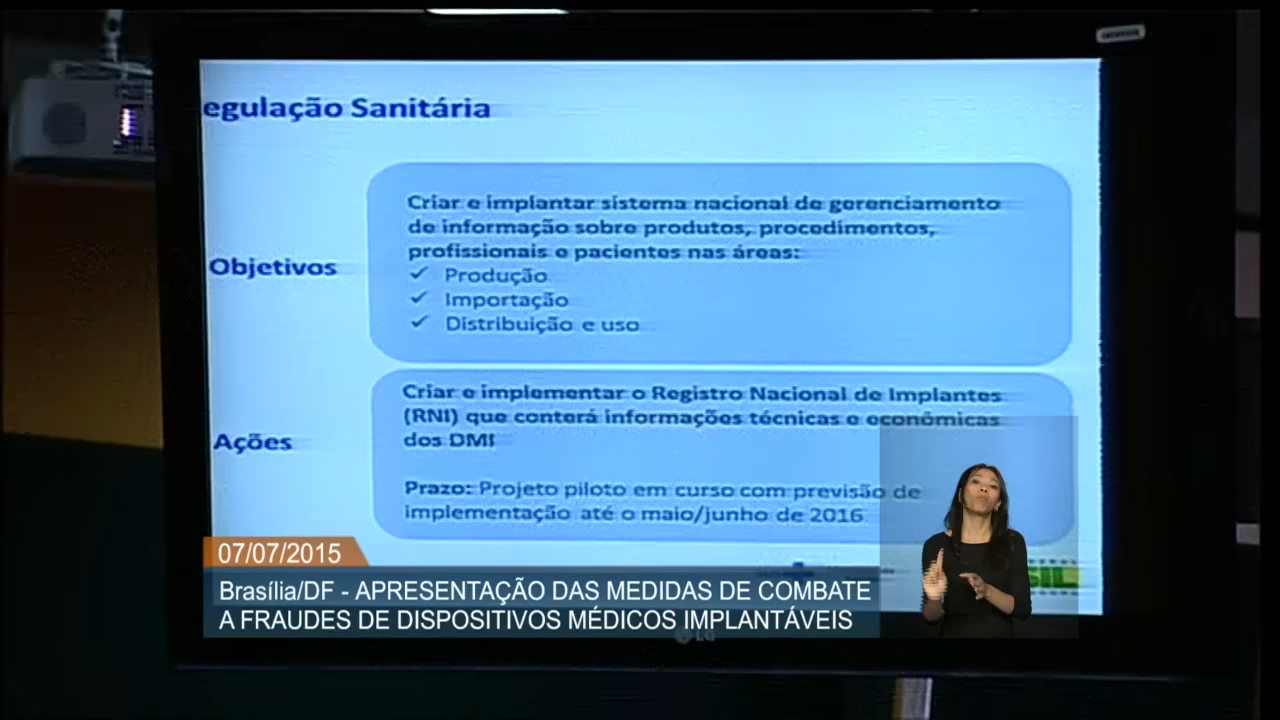 egulação Sanitária
Objetivos
Criar e implantar sistema nacional de gerenciamento
de informação sobre produtos, procedimentos,
profissionais e pacientes nas áreas:
✓ Produção
✓ Importação
✓ Distribuição e uso
Ações
Criar e implementar o Registro Nacional de Implantes
(RNI) que conterá informações técnicas e econômicas
dos DMI
Prazo: Projeto piloto em curso com previsão de
implementação até o maio/junho de 2016
07/07/2015
Brasília/DF - APRESENTAÇÃO DAS MEDIDAS DE COMBATE
A FRAUDES DE DISPOSITIVOS MÉDICOS IMPLANTÁVEIS
LG